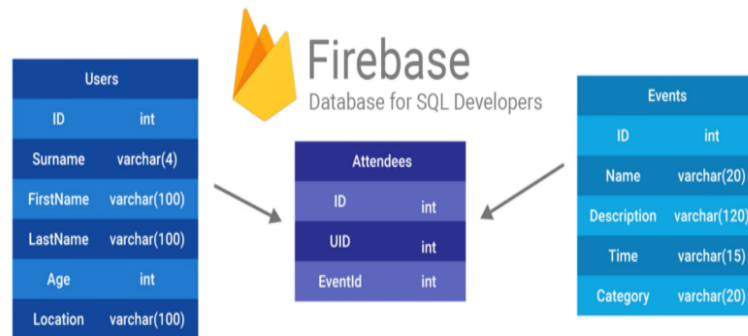 Firebase
Database for SQL Developers
Users
ID int
Surname varchar(4)
FirstName varchar(100)
LastName varchar(100)
Age int
Location varchar(100)
Attendees
ID int
UID int
EventId int
Events
ID int
Name varchar(20)
Description varchar(120)
Time varchar(15)
Category varchar(20)